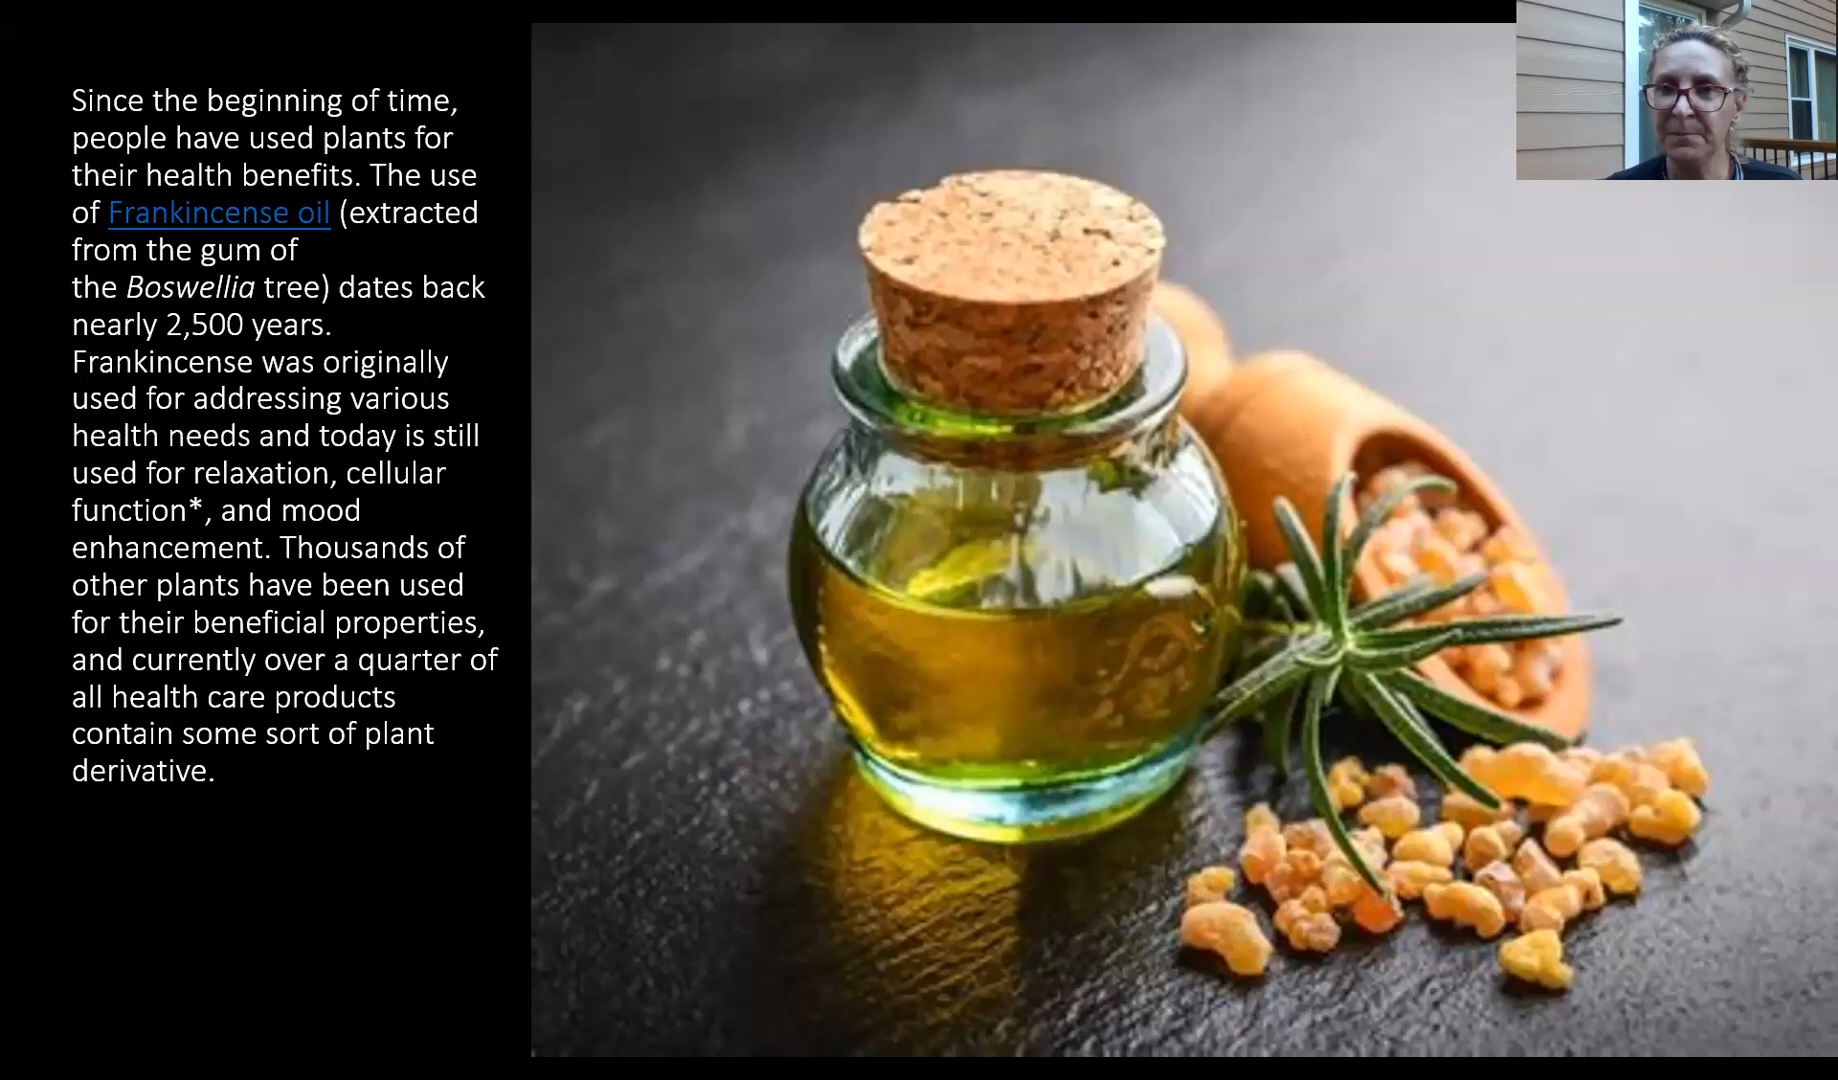 Since the beginning of time,
people have used plants for
their health benefits. The use
of Frankincense oil (extracted
from the gum of
the Boswellia tree) dates back
nearly 2,500 years.
Frankincense was originally
used for addressing various
health needs and today is still
used for relaxation, cellular
function*, and mood
enhancement. Thousands of
other plants have been used
for their beneficial properties,
and currently over a quarter of
all health care products
contain some sort of plant
derivative.